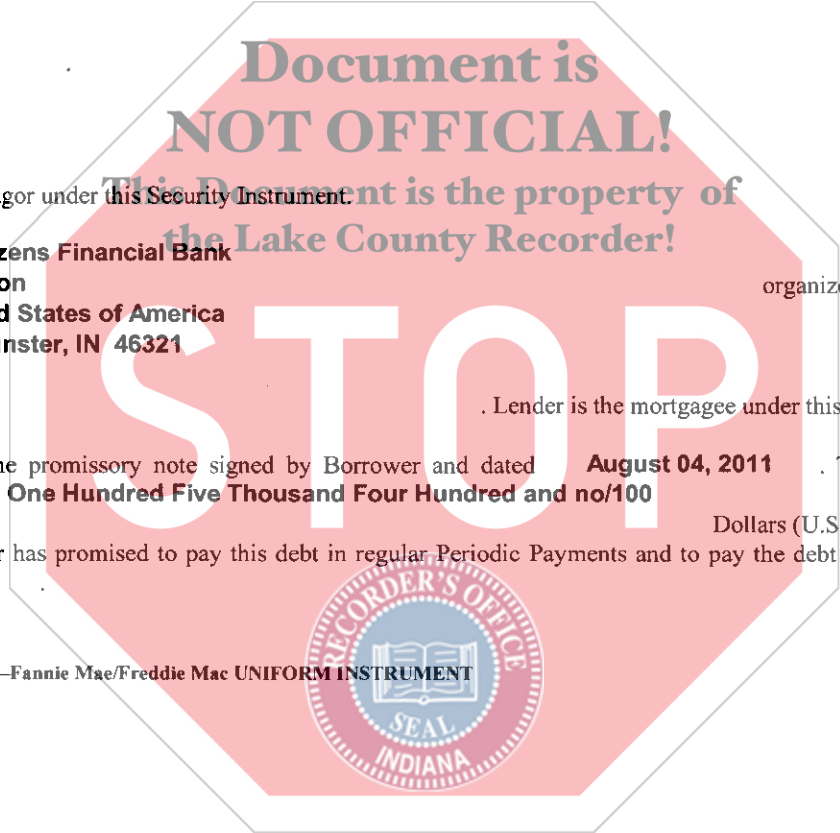 Document is
NOT OFFICIAL!
This Document is the property of
the Lake County Recorder!
gor under this Security Instrument.
zens Financial Bank
on organize
d States of America
nster, IN 46321
STOP
. Lender is the mortgagee under this
ne promissory note signed by Borrower and dated August 04, 2011 . T
One Hundred Five Thousand Four Hundred and no/100
Dollars (U.S
r has promised to pay this debt in regular Periodic Payments and to pay the debt
RECORDER'S OFFICE
–Fannie Mae/Freddie Mac UNIFORM INSTRUMENT
SEAL
INDIANA